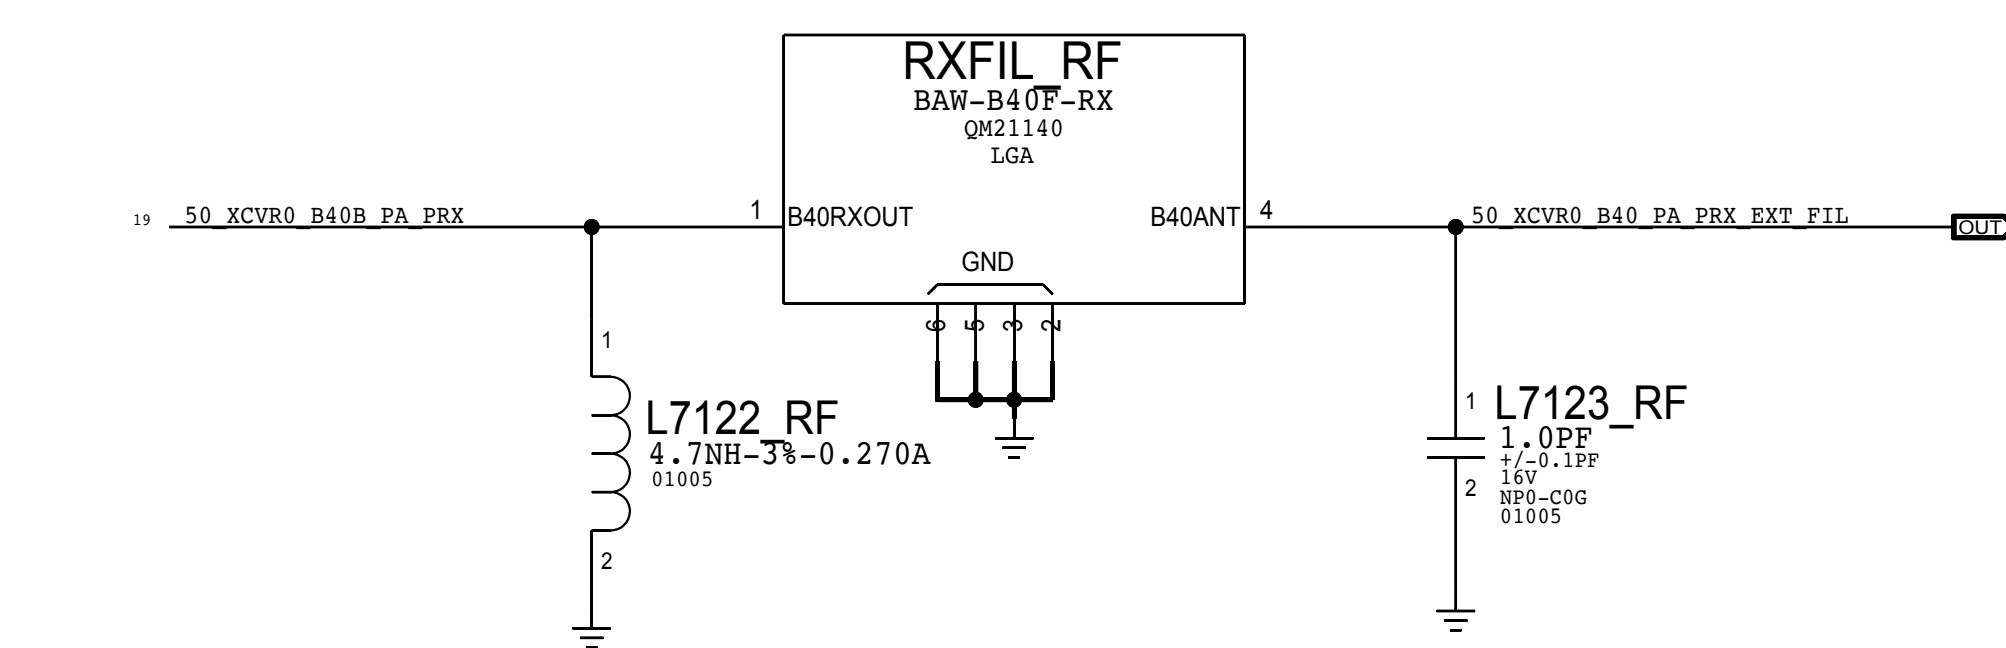 RXFIL_RF
BAW-B40F-RX
QM21140
LGA
19 50_XCVR0_B40B_PA_PRX
1 B40RXOUT
B40ANT 4
50_XCVR0_B40_PA_PRX_EXT_FIL
OUT
GND
6 5 3 2
1
L7122_RF
4.7NH-3%-0.270A
01005
2
1
L7123_RF
1.0PF
+/-0.1PF
16V
2
NP0-C0G
01005